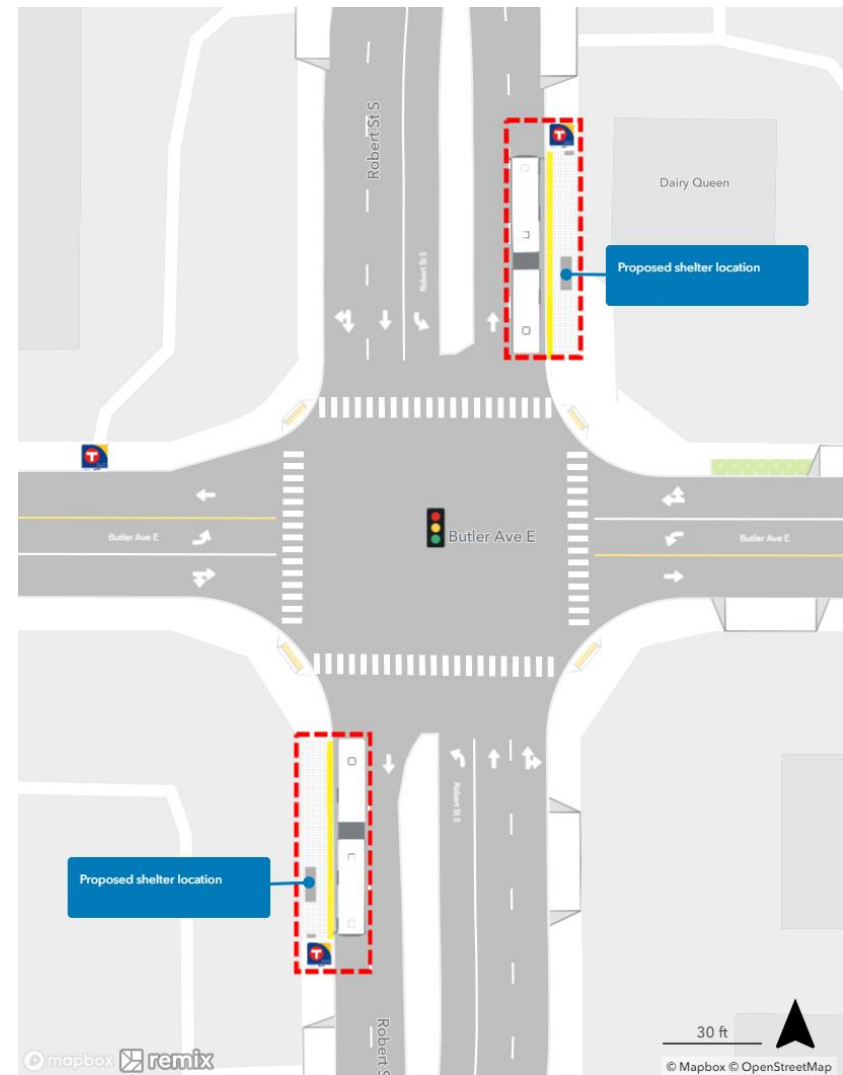 Robert St S
Dairy Queen
Proposed shelter location
Robert St S
T
T
Butler Ave E
Butler Ave E
Butler Ave E
Robert St S
Proposed shelter location
T
Robert S
30 ft
mapbox remix
© Mapbox © OpenStreetMap